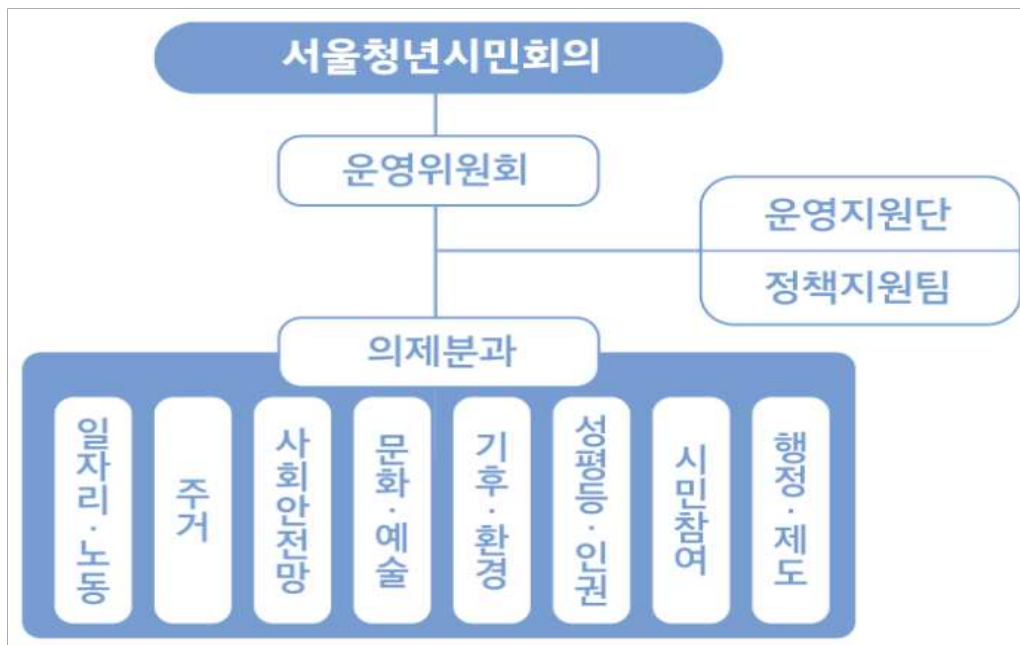 서울청년시민회의
운영위원회
운영지원단
정책지원팀
의제분과
일자리·노동
주거
사회안전망
문화·예술
기후·환경
성평등·인권
시민참여
행정·제도